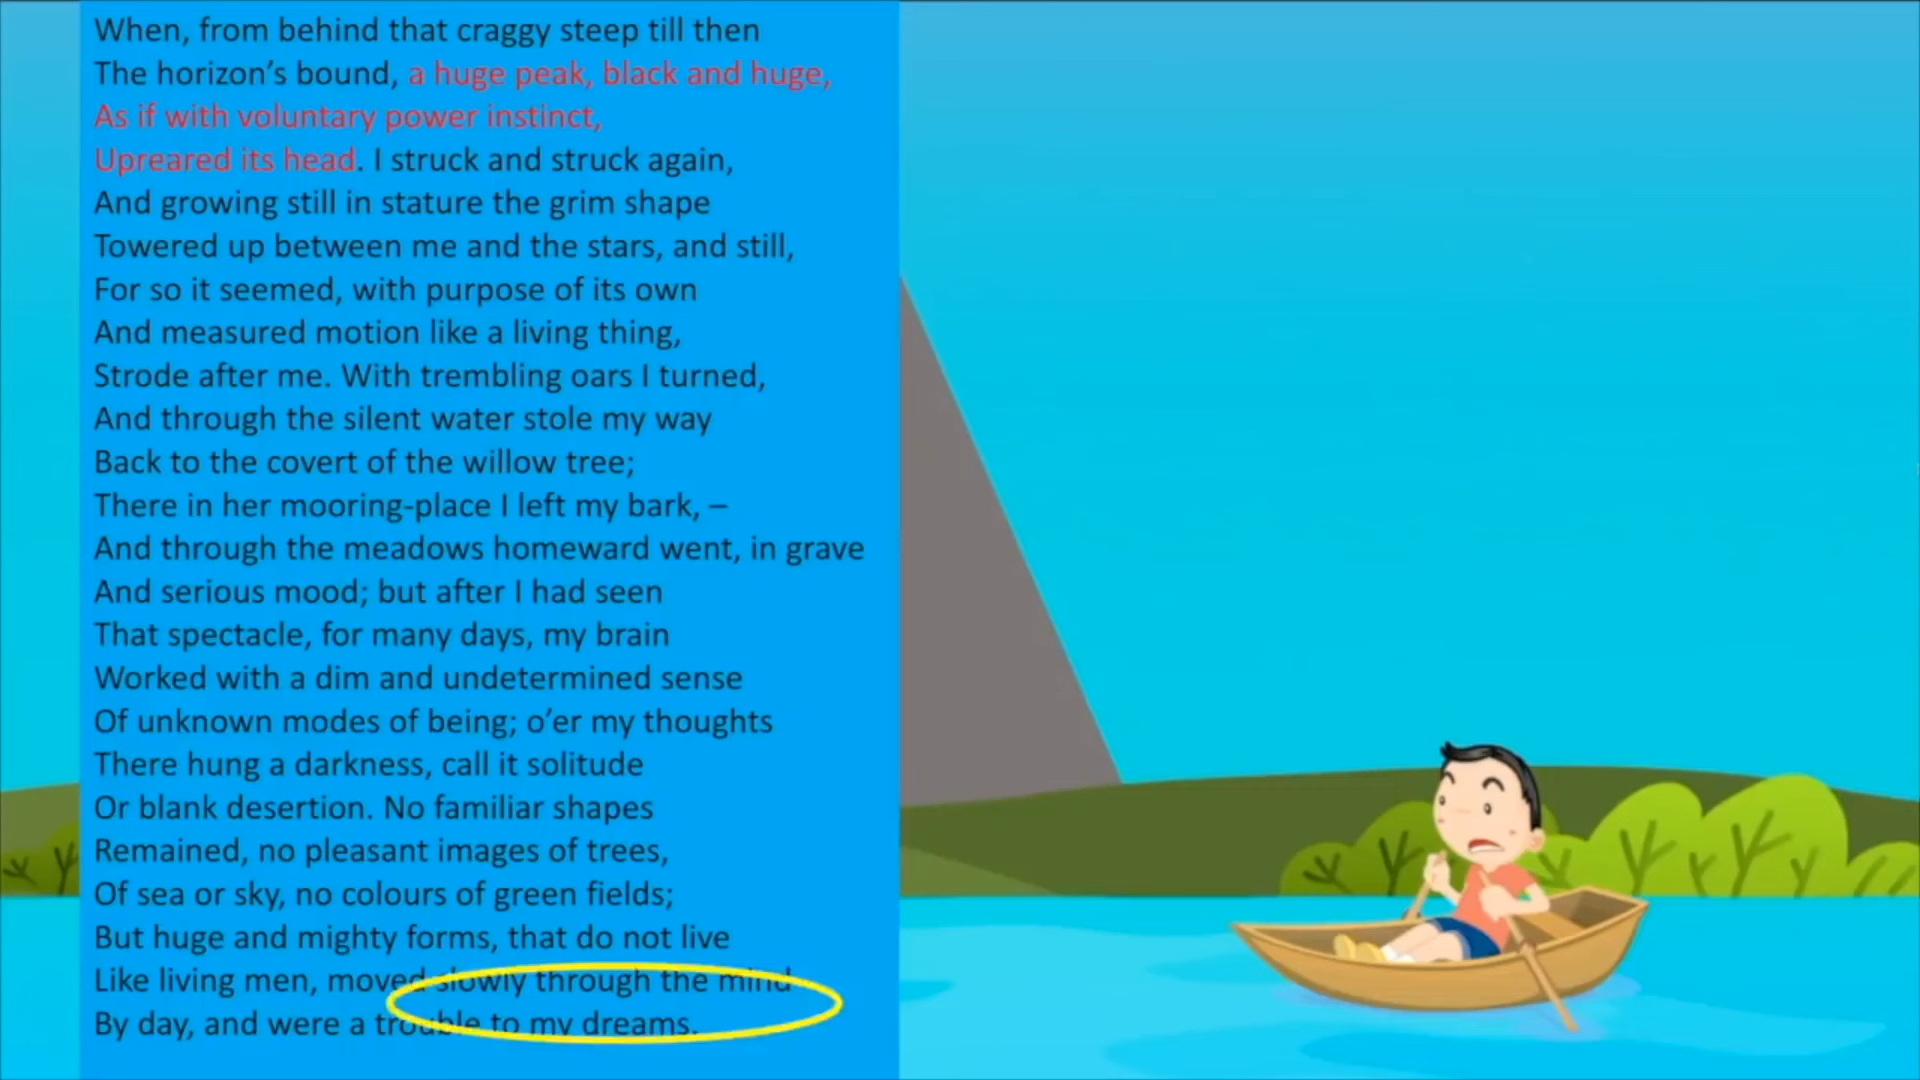 When, from behind that craggy steep till then
The horizon’s bound, a huge peak, black and huge,
As if with voluntary power instinct,
Upreared its head. I struck and struck again,
And growing still in stature the grim shape
Towered up between me and the stars, and still,
For so it seemed, with purpose of its own
And measured motion like a living thing,
Strode after me. With trembling oars I turned,
And through the silent water stole my way
Back to the covert of the willow tree;
There in her mooring-place I left my bark, –
And through the meadows homeward went, in grave
And serious mood; but after I had seen
That spectacle, for many days, my brain
Worked with a dim and undetermined sense
Of unknown modes of being; o’er my thoughts
There hung a darkness, call it solitude
Or blank desertion. No familiar shapes
Remained, no pleasant images of trees,
Of sea or sky, no colours of green fields;
But huge and mighty forms, that do not live
Like living men, moved slowly through the mind
By day, and were a trouble to my dreams.